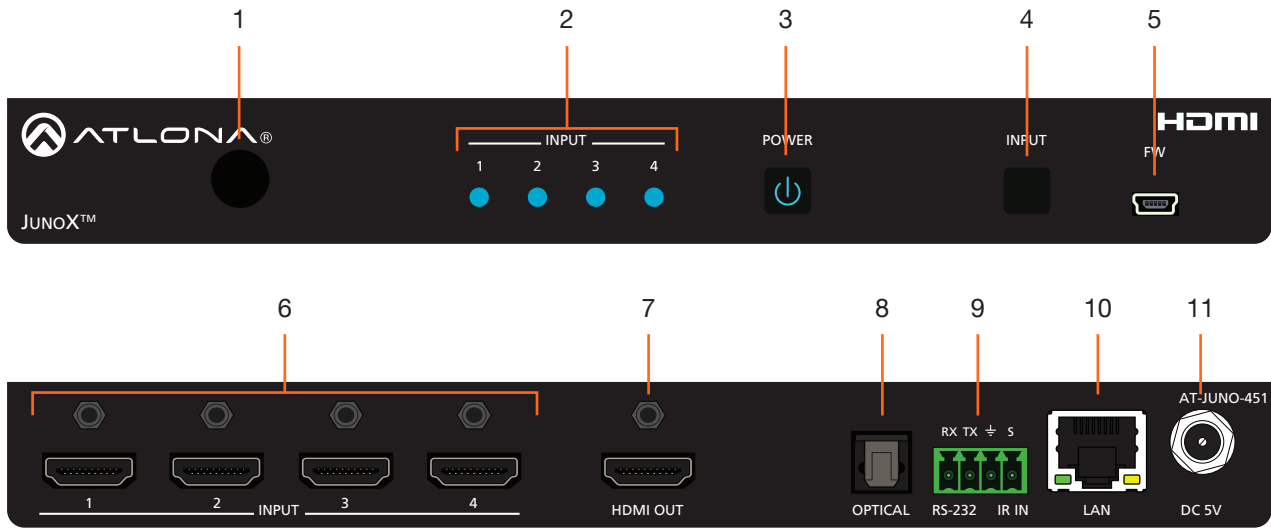 1 2 3 4 5
ATLONA®
HDMI
INPUT
1 2 3 4
POWER
INPUT
FW
JUNOX™
6 7 8 9 10 11
AT-JUNO-451
RX TX S
1 2 INPUT 3 4
HDMI OUT
OPTICAL
RS-232
IR IN
LAN
DC 5V